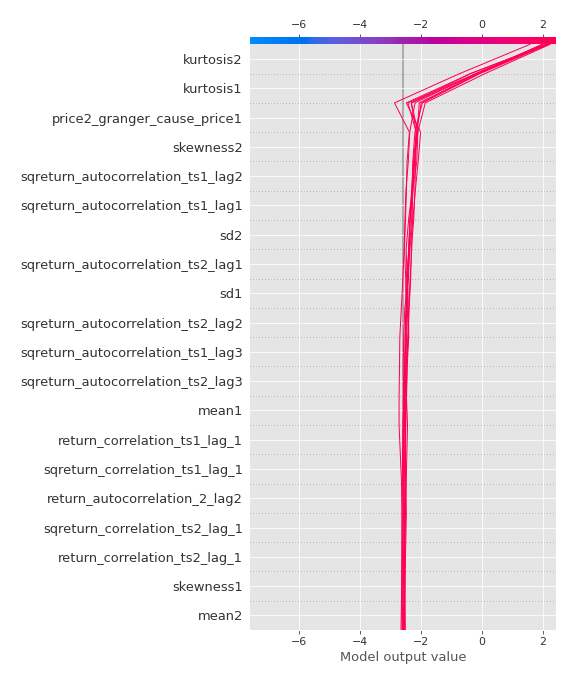 −6 −4 −2 0 2
kurtosis2
kurtosis1
price2_granger_cause_price1
skewness2
sqreturn_autocorrelation_ts1_lag2
sqreturn_autocorrelation_ts1_lag1
sd2
sqreturn_autocorrelation_ts2_lag1
sd1
sqreturn_autocorrelation_ts2_lag2
sqreturn_autocorrelation_ts1_lag3
sqreturn_autocorrelation_ts2_lag3
mean1
return_correlation_ts1_lag_1
sqreturn_correlation_ts1_lag_1
return_autocorrelation_2_lag2
sqreturn_correlation_ts2_lag_1
return_correlation_ts2_lag_1
skewness1
mean2
−6 −4 −2 0 2
Model output value